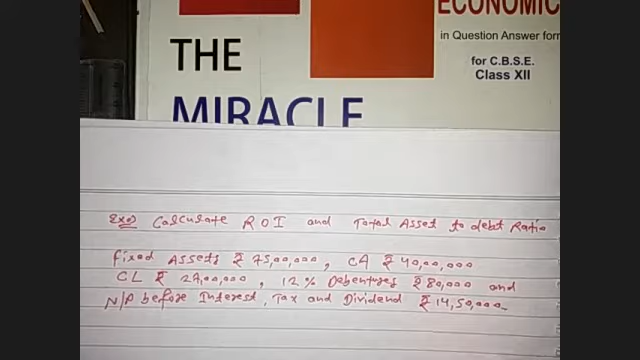 ECONOMIC
in Question Answer for
for C.B.S.E.
Class XII
THE
MIRACLE
Ex② Calculate ROI and Total Asset to debt Ratio
fixed Assets ₹ 75,00,000, CA ₹ 40,00,000
CL ₹ 27,00,000, 12% Debentures ₹ 80,000 and
N/P before Interest, Tax and Dividend ₹ 14,50,000